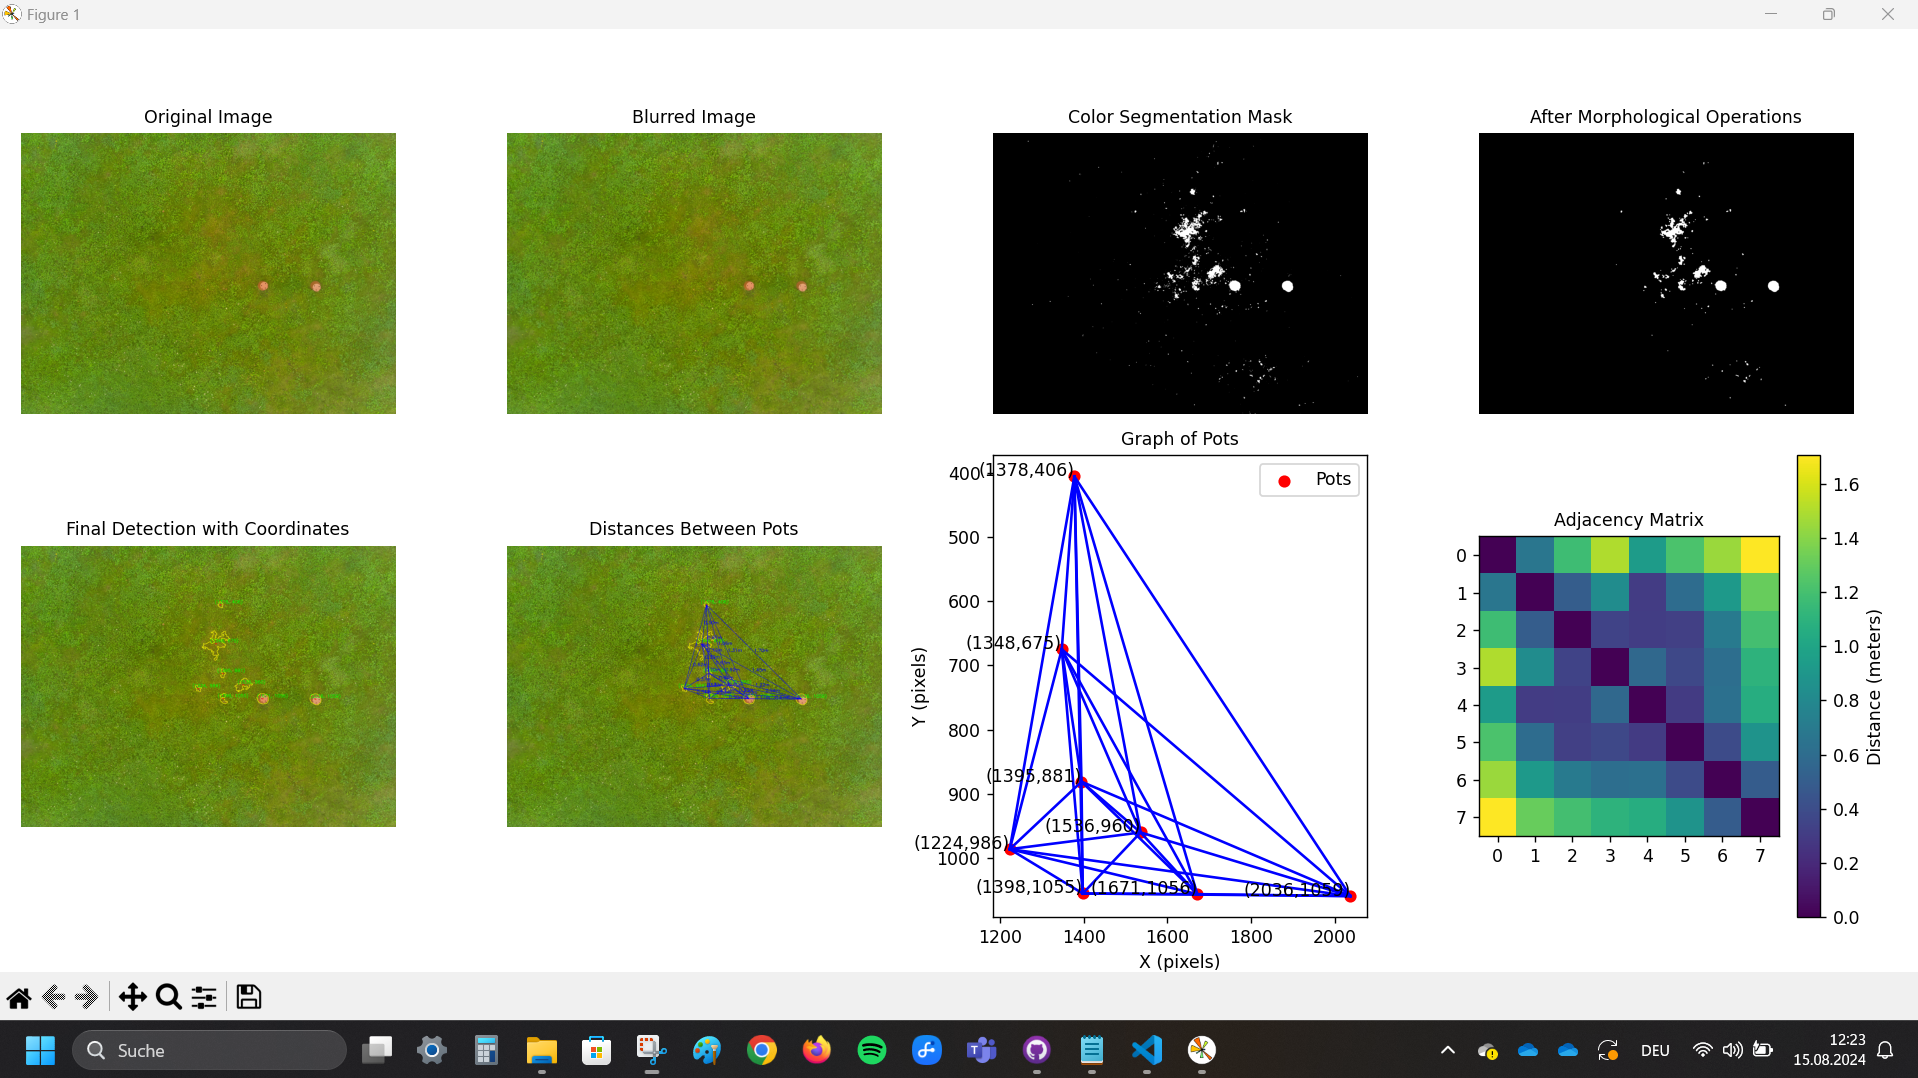 Figure 1
Original Image
Blurred Image
Color Segmentation Mask
After Morphological Operations
Final Detection with Coordinates
Distances Between Pots
Graph of Pots
Pots
(1378,406)
(1348,675)
(1395,881)
(1536,960)
(1224,986)
(1398,1055)
(1671,1056)
(2036,1059)
400
500
600
700
800
900
1000
Y (pixels)
1200 1400 1600 1800 2000
X (pixels)
Adjacency Matrix
0
1
2
3
4
5
6
7
0 1 2 3 4 5 6 7
1.6
1.4
1.2
1.0
0.8
0.6
0.4
0.2
0.0
Distance (meters)
Suche
DEU
12:23
15.08.2024